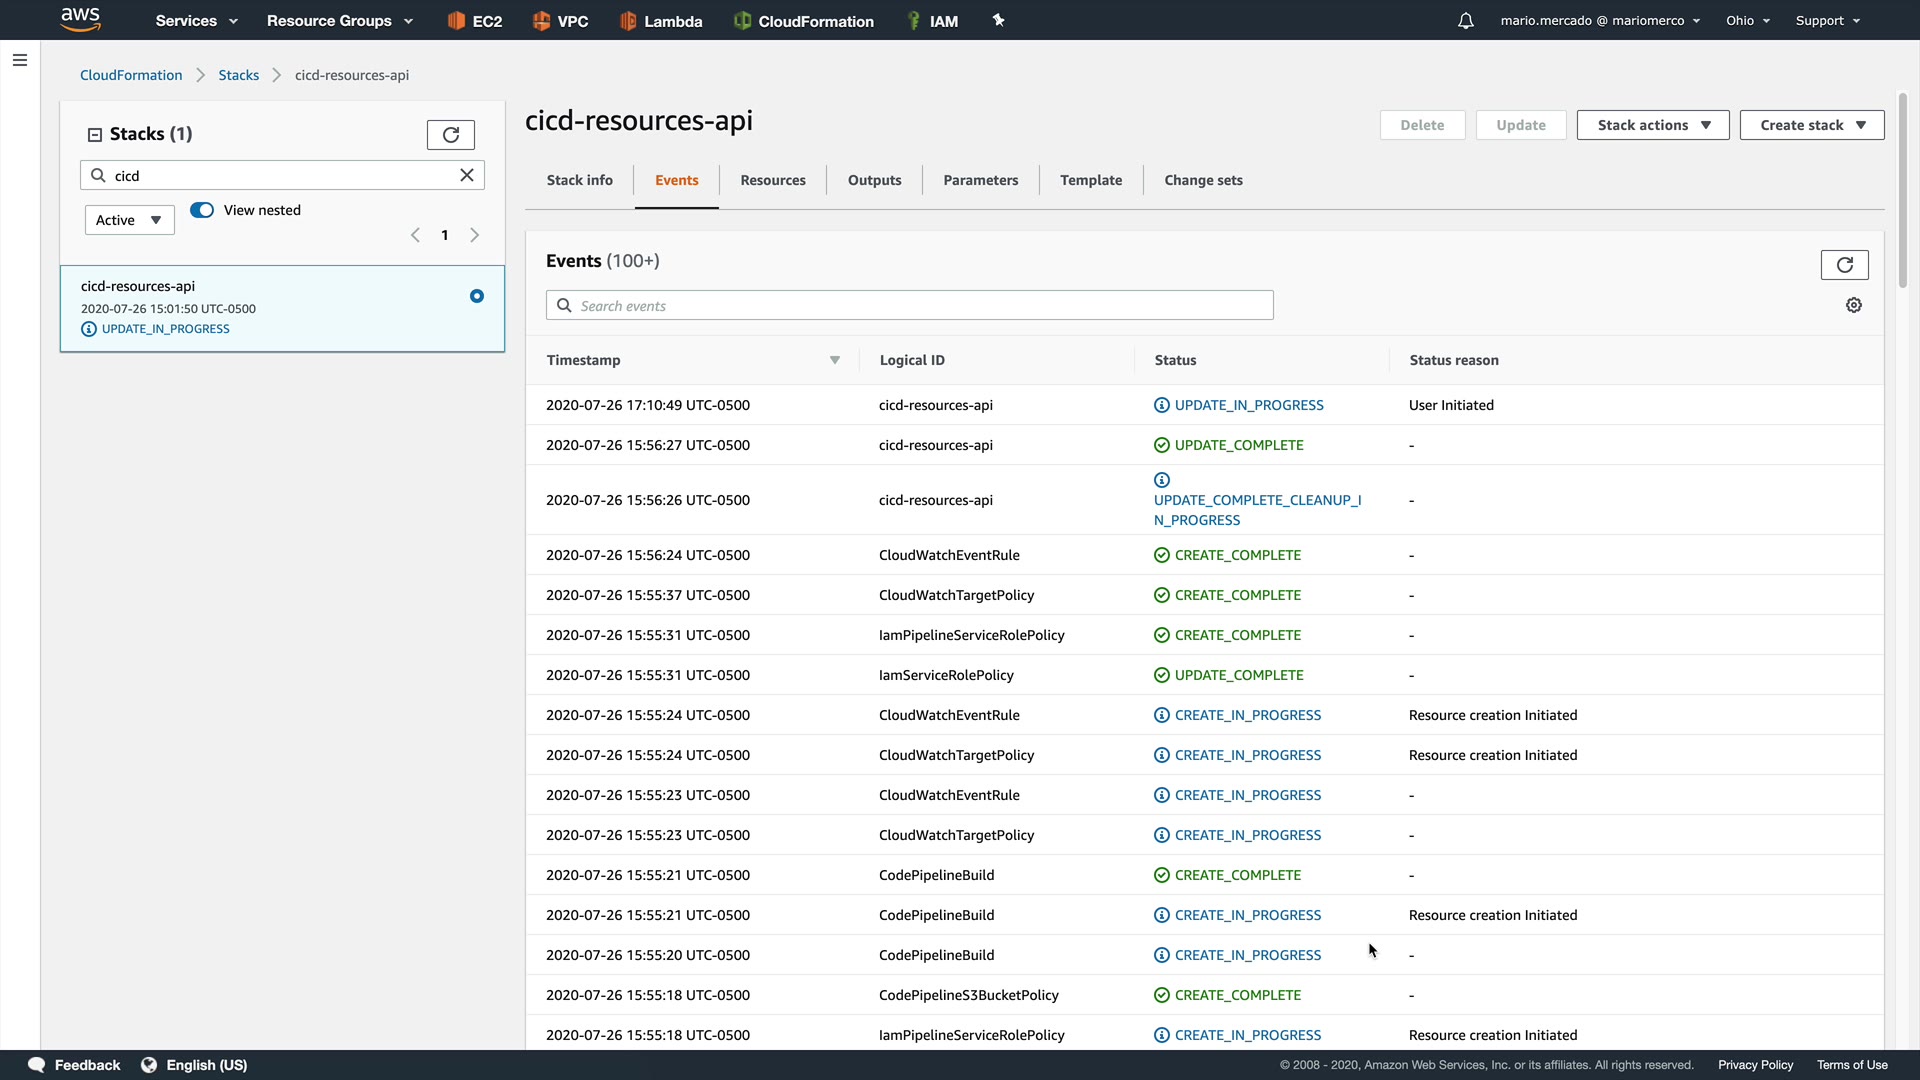 aws Services Resource Groups EC2 VPC Lambda CloudFormation IAM mario.mercado @ mariomerco Ohio Support
CloudFormation Stacks cicd-resources-api
Stacks (1)
cicd
Active View nested
1
cicd-resources-api
2020-07-26 15:01:50 UTC-0500
UPDATE_IN_PROGRESS
cicd-resources-api
Delete Update Stack actions Create stack
Stack info Events Resources Outputs Parameters Template Change sets
Events (100+)
Search events
Timestamp Logical ID Status Status reason
2020-07-26 17:10:49 UTC-0500 cicd-resources-api UPDATE_IN_PROGRESS User Initiated
2020-07-26 15:56:27 UTC-0500 cicd-resources-api UPDATE_COMPLETE -
2020-07-26 15:56:26 UTC-0500 cicd-resources-api UPDATE_COMPLETE_CLEANUP_I -
N_PROGRESS
2020-07-26 15:56:24 UTC-0500 CloudWatchEventRule CREATE_COMPLETE -
2020-07-26 15:55:37 UTC-0500 CloudWatchTargetPolicy CREATE_COMPLETE -
2020-07-26 15:55:31 UTC-0500 IamPipelineServiceRolePolicy CREATE_COMPLETE -
2020-07-26 15:55:31 UTC-0500 IamServiceRolePolicy UPDATE_COMPLETE -
2020-07-26 15:55:24 UTC-0500 CloudWatchEventRule CREATE_IN_PROGRESS Resource creation Initiated
2020-07-26 15:55:24 UTC-0500 CloudWatchTargetPolicy CREATE_IN_PROGRESS Resource creation Initiated
2020-07-26 15:55:23 UTC-0500 CloudWatchEventRule CREATE_IN_PROGRESS -
2020-07-26 15:55:23 UTC-0500 CloudWatchTargetPolicy CREATE_IN_PROGRESS -
2020-07-26 15:55:21 UTC-0500 CodePipelineBuild CREATE_COMPLETE -
2020-07-26 15:55:21 UTC-0500 CodePipelineBuild CREATE_IN_PROGRESS Resource creation Initiated
2020-07-26 15:55:20 UTC-0500 CodePipelineBuild CREATE_IN_PROGRESS -
2020-07-26 15:55:18 UTC-0500 CodePipelineS3BucketPolicy CREATE_COMPLETE -
2020-07-26 15:55:18 UTC-0500 IamPipelineServiceRolePolicy CREATE_IN_PROGRESS Resource creation Initiated
Feedback English (US) © 2008 - 2020, Amazon Web Services, Inc. or its affiliates. All rights reserved. Privacy Policy Terms of Use